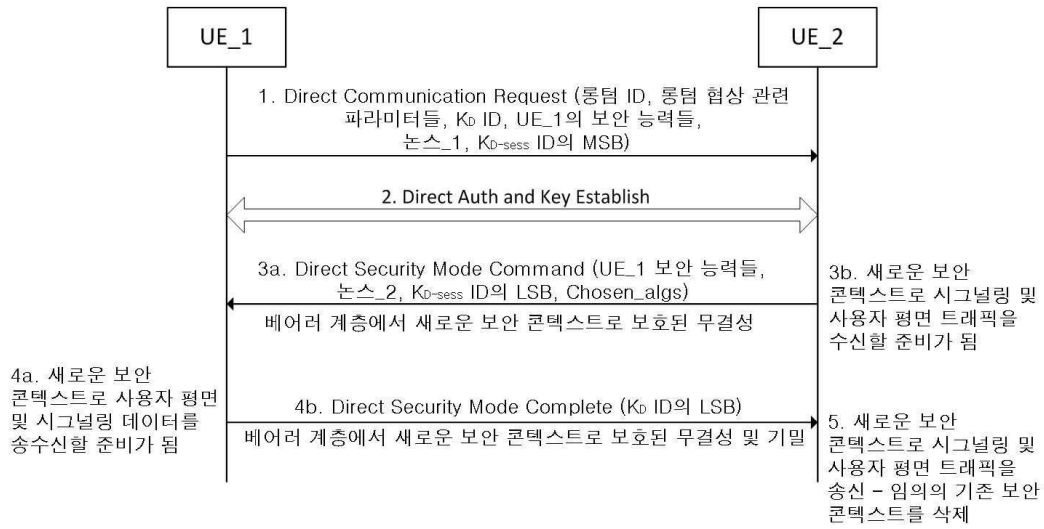 UE_1
UE_2
1. Direct Communication Request (롱텀 ID, 롱텀 협상 관련
파라미터들, KD ID, UE_1의 보안 능력들,
논스_1, KD-sess ID의 MSB)
2. Direct Auth and Key Establish
3a. Direct Security Mode Command (UE_1 보안 능력들,
논스_2, KD-sess ID의 LSB, Chosen_algs)
베어러 계층에서 새로운 보안 콘텍스트로 보호된 무결성
3b. 새로운 보안
콘텍스트로 시그널링 및
사용자 평면 트래픽을
수신할 준비가 됨
4a. 새로운 보안
콘텍스트로 사용자 평면
및 시그널링 데이터를
송수신할 준비가 됨
4b. Direct Security Mode Complete (KD ID의 LSB)
베어러 계층에서 새로운 보안 콘텍스트로 보호된 무결성 및 기밀
5. 새로운 보안
콘텍스트로 시그널링 및
사용자 평면 트래픽을
송신 – 임의의 기존 보안
콘텍스트를 삭제